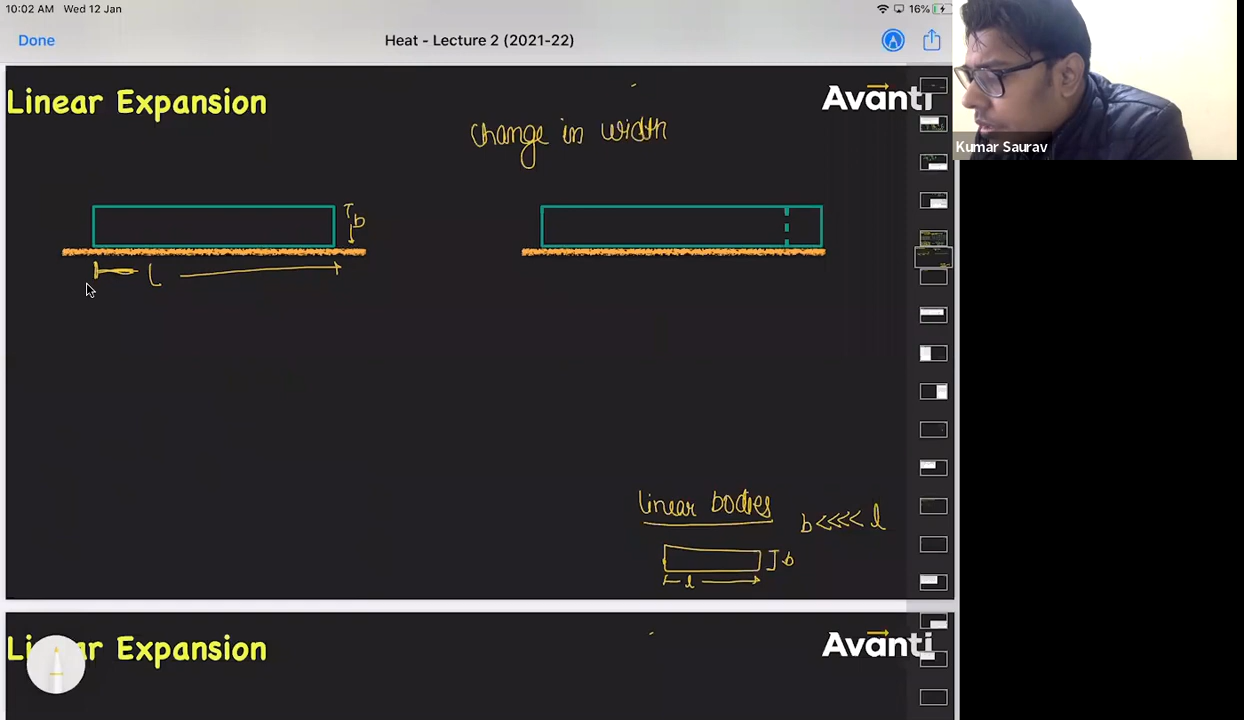 10:02 AM Wed 12 Jan
16%
Done
Heat - Lecture 2 (2021-22)
Linear Expansion
Avanti
change in width
Kumar Saurav
b
l
linear bodies
b <<<< l
b
l
Linear Expansion
Avanti